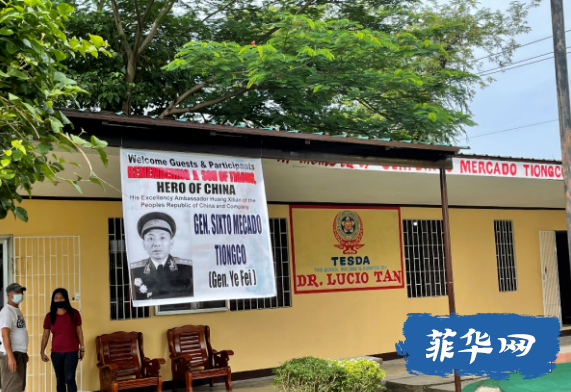 Welcome Guests & Participants
REMEMBERING A SON OF TIAONG
HERO OF CHINA
His Excellency Ambassador Huang Xilian of the
Peoples Republic of China and Company
GEN. SIXTO MECADO
TIONGCO
(Gen. Ye Fei)
MERCADO TIONGCO
TESDA
DR. LUCIO TAN
菲华网